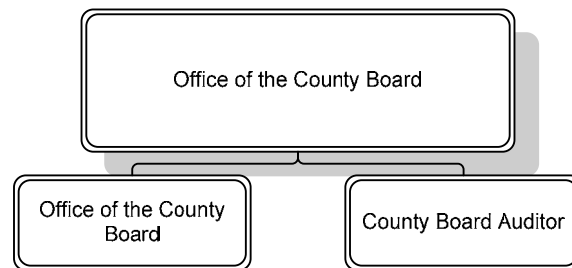 Office of the County Board
Office of the County
Board
County Board Auditor